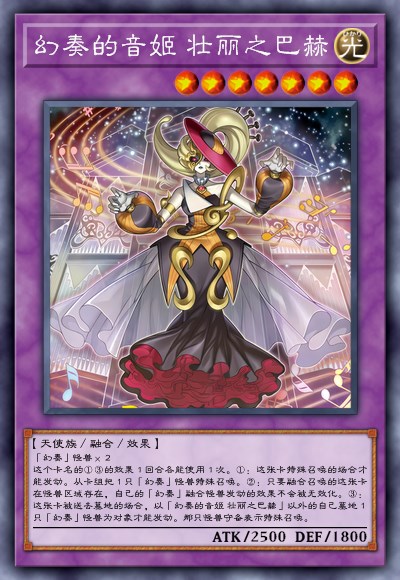 幻奏的音姬 壮丽之巴赫
光
【天使族/融合/效果】
「幻奏」怪兽×2
这个卡名的①③的效果1回合各能使用1次。①：这张卡特殊召唤的场合才
能发动。从卡组把1只「幻奏」怪兽特殊召唤。②：只要融合召唤的这张卡
在怪兽区域存在，自己的「幻奏」融合怪兽发动的效果不会被无效化。③：
这张卡被送去墓地的场合，以「幻奏的音姬 壮丽之巴赫」以外的自己墓地1
只「幻奏」怪兽为对象才能发动。那只怪兽守备表示特殊召唤。
ATK/2500 DEF/1800